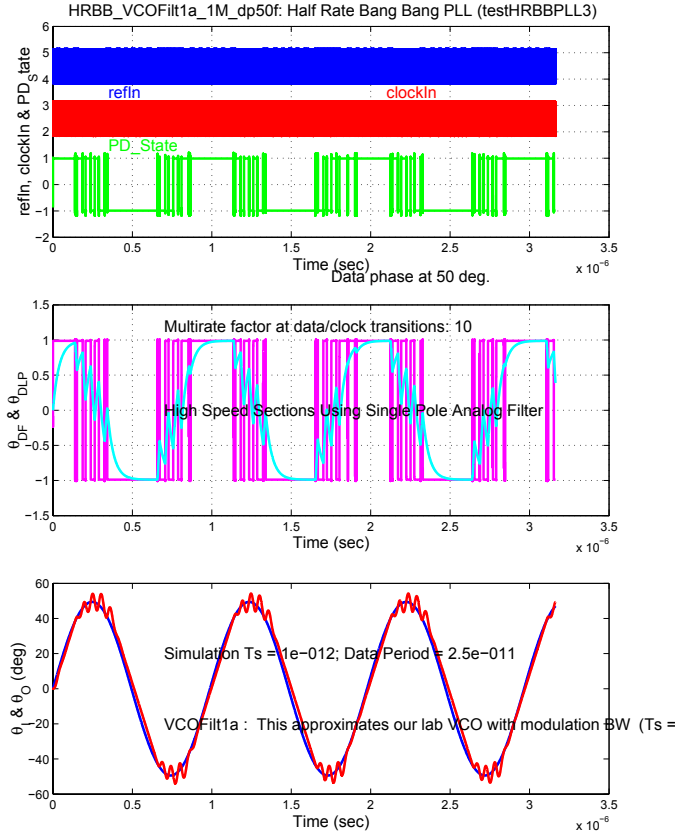 HRBB_VCOFilt1a_1M_dp50f: Half Rate Bang Bang PLL (testHRBBPLL3)
refIn, clockIn & PD_State
6
5
4
3
2
1
0
−1
−2
refIn
clockIn
PD_State
0 0.5 1 1.5 2 2.5 3 3.5
Time (sec)
x 10⁻⁶
Data phase at 50 deg.
θDF & θDLP
1.5
1
0.5
0
−0.5
−1
−1.5
Multirate factor at data/clock transitions: 10
High Speed Sections Using Single Pole Analog Filter
0 0.5 1 1.5 2 2.5 3 3.5
Time (sec)
x 10⁻⁶
θI & θO (deg)
60
40
20
0
−20
−40
−60
Simulation Ts = 1e−012; Data Period = 2.5e−011
VCOFilt1a : This approximates our lab VCO with modulation BW (Ts =
0 0.5 1 1.5 2 2.5 3 3.5
Time (sec)
x 10⁻⁶